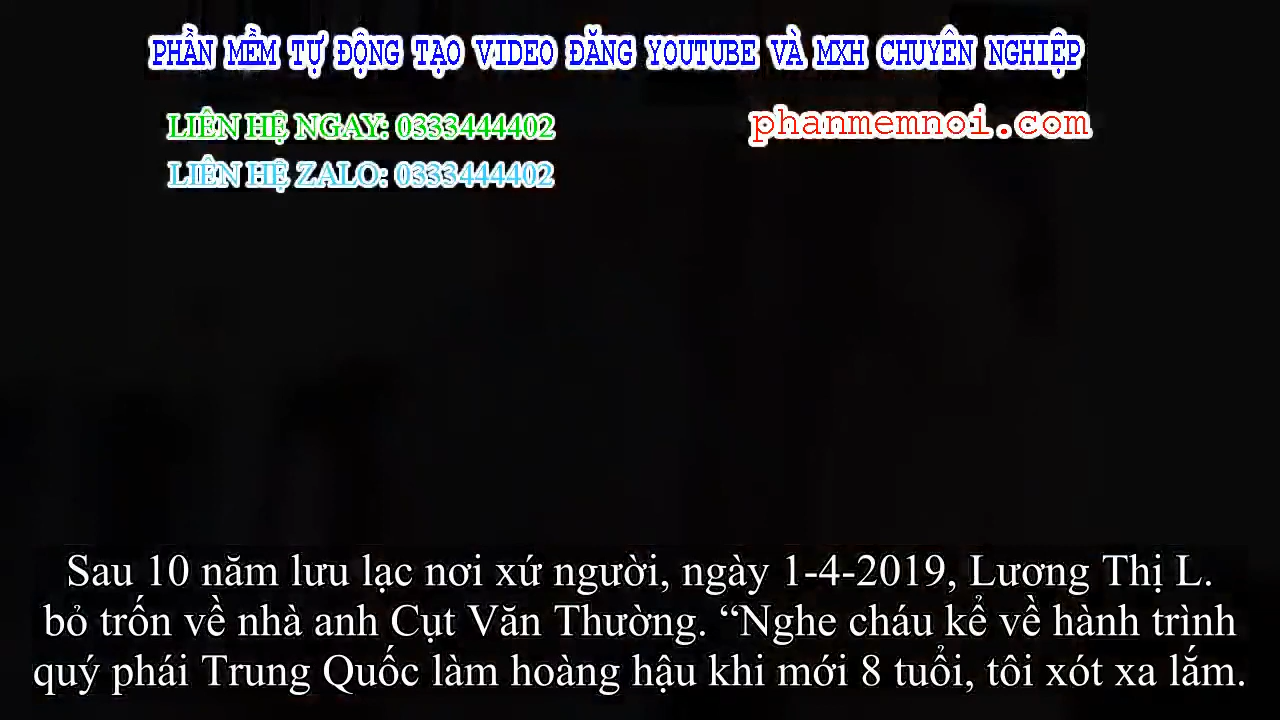 PHẦN MỀM TỰ ĐỘNG TẠO VIDEO ĐĂNG YOUTUBE VÀ MXH CHUYÊN NGHIỆP
LIÊN HỆ NGAY: 0333444402
phanmemnoi.com
LIÊN HỆ ZALO: 0333444402
Sau 10 năm lưu lạc nơi xứ người, ngày 1-4-2019, Lương Thị L.
bỏ trốn về nhà anh Cụt Văn Thường. “Nghe cháu kể về hành trình
quý phái Trung Quốc làm hoàng hậu khi mới 8 tuổi, tôi xót xa lắm.